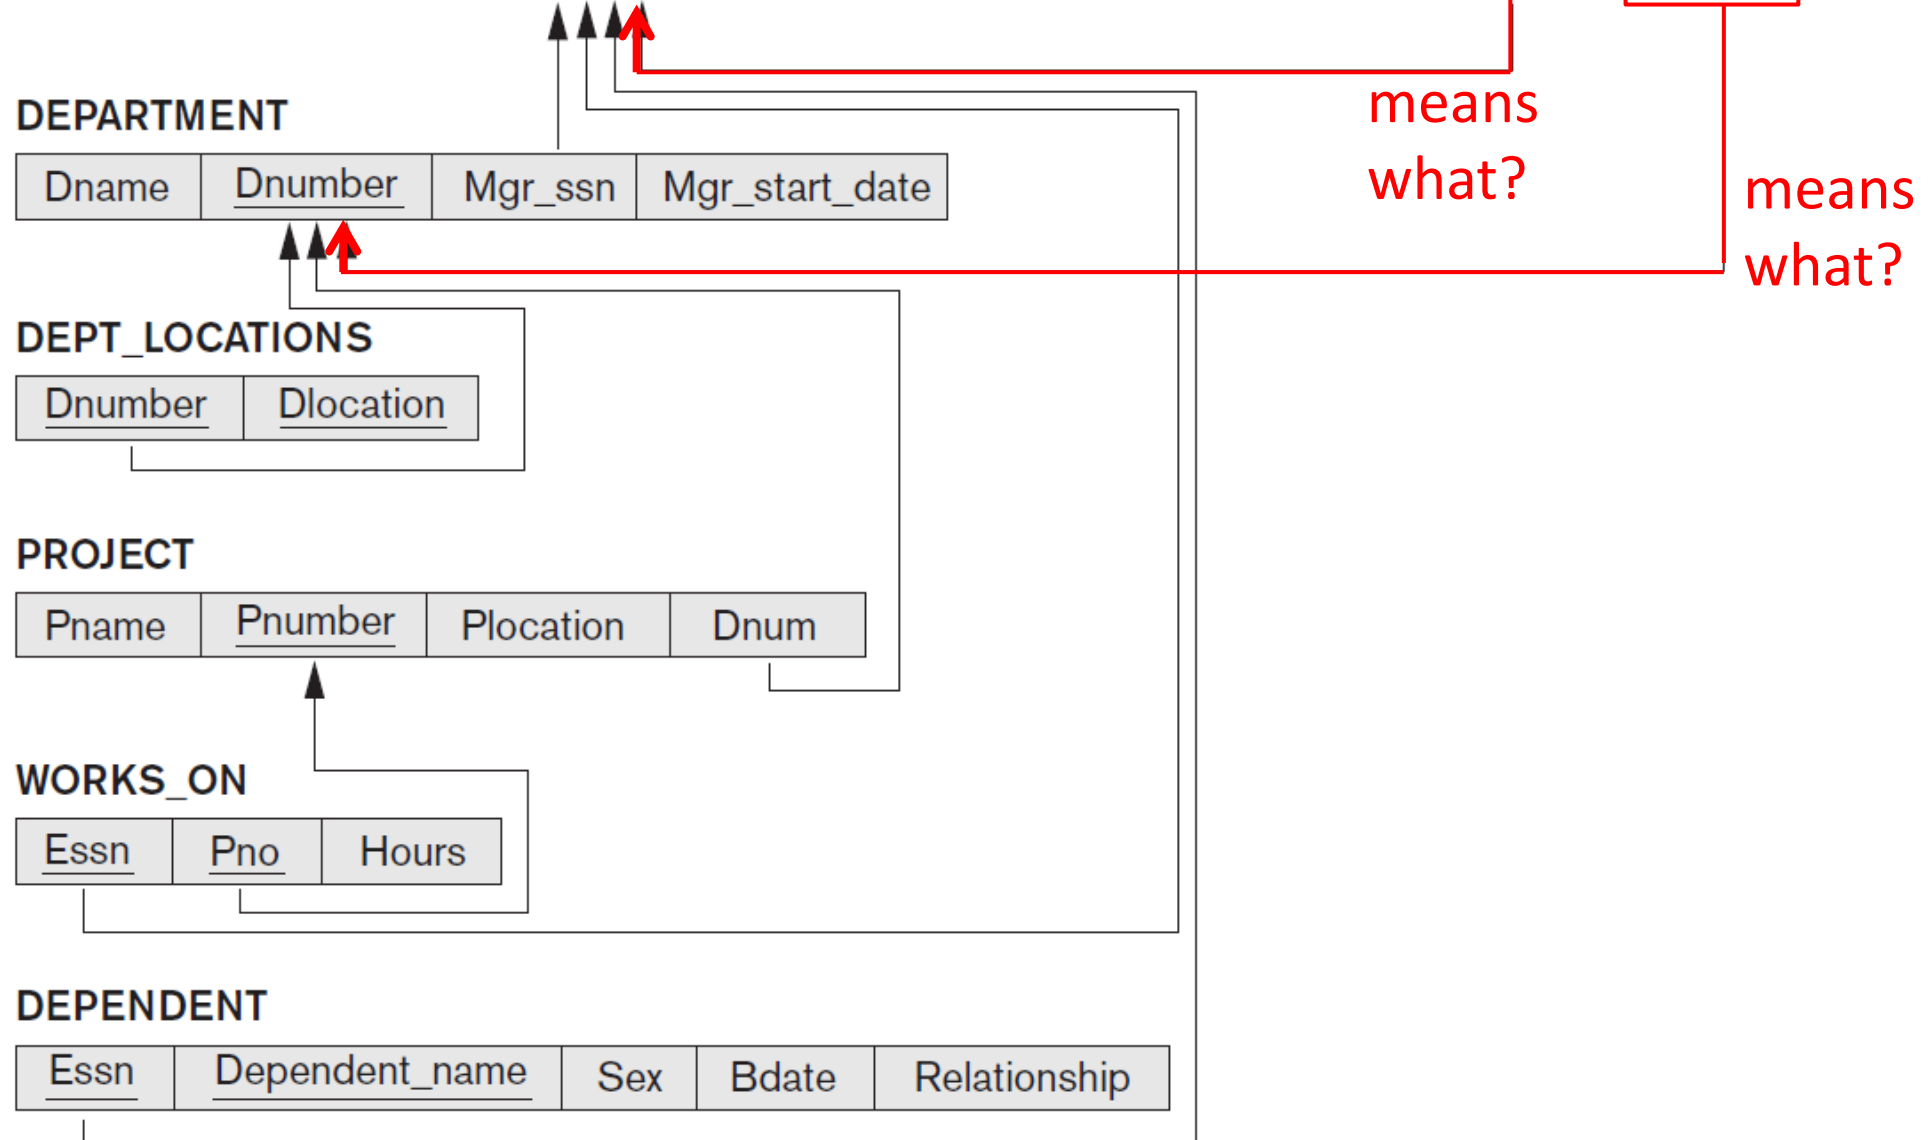 means
what?
DEPARTMENT
Dname Dnumber Mgr_ssn Mgr_start_date
means
what?
DEPT_LOCATIONS
Dnumber Dlocation
PROJECT
Pname Pnumber Plocation Dnum
WORKS_ON
Essn Pno Hours
DEPENDENT
Essn Dependent_name Sex Bdate Relationship